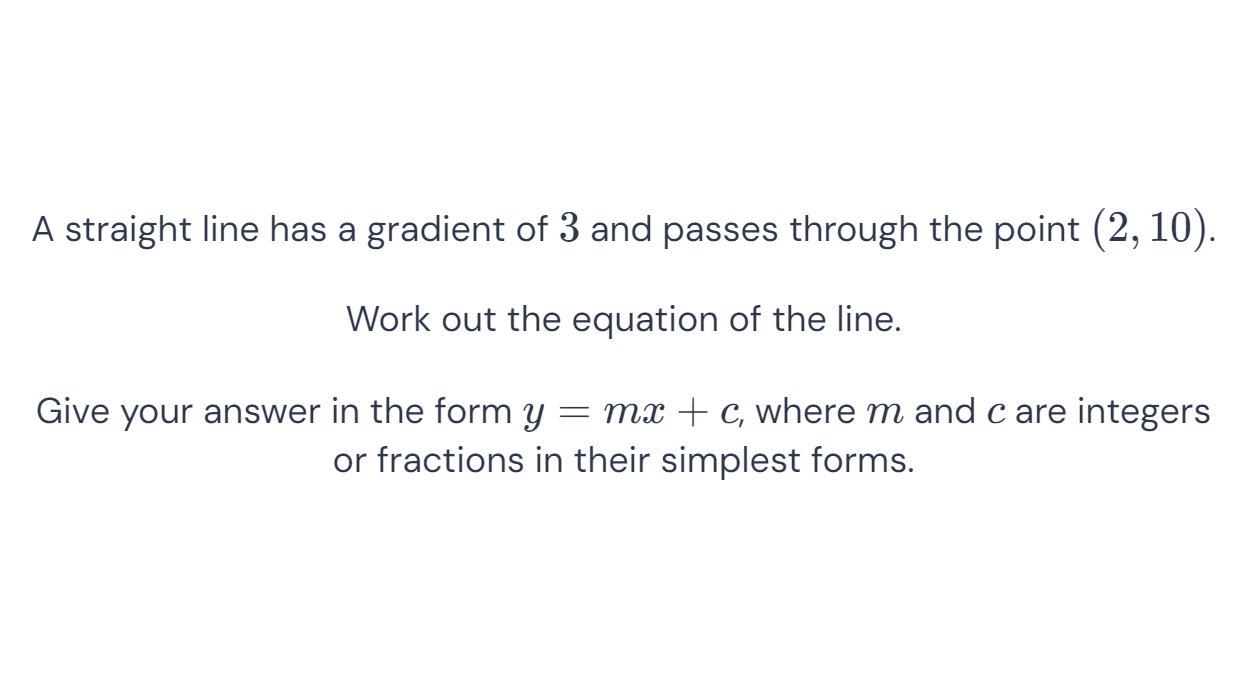 A straight line has a gradient of 3 and passes through the point (2, 10).
Work out the equation of the line.
Give your answer in the form y = mx + c, where m and c are integers
or fractions in their simplest forms.